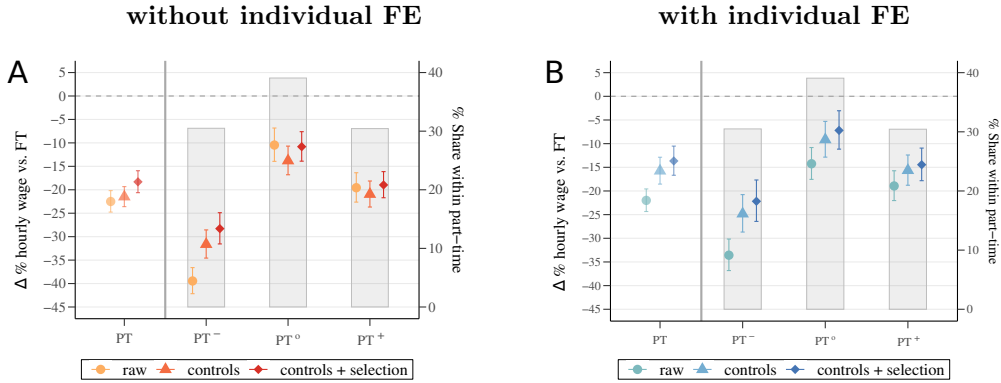 without individual FE
with individual FE
A
Δ % hourly wage vs. FT
5
0
−5
−10
−15
−20
−25
−30
−35
−40
−45
40
30
20
10
0
% Share within part−time
PT
PT⁻
PT°
PT⁺
raw
controls
controls + selection
B
Δ % hourly wage vs. FT
5
0
−5
−10
−15
−20
−25
−30
−35
−40
−45
40
30
20
10
0
% Share within part−time
PT
PT⁻
PT°
PT⁺
raw
controls
controls + selection